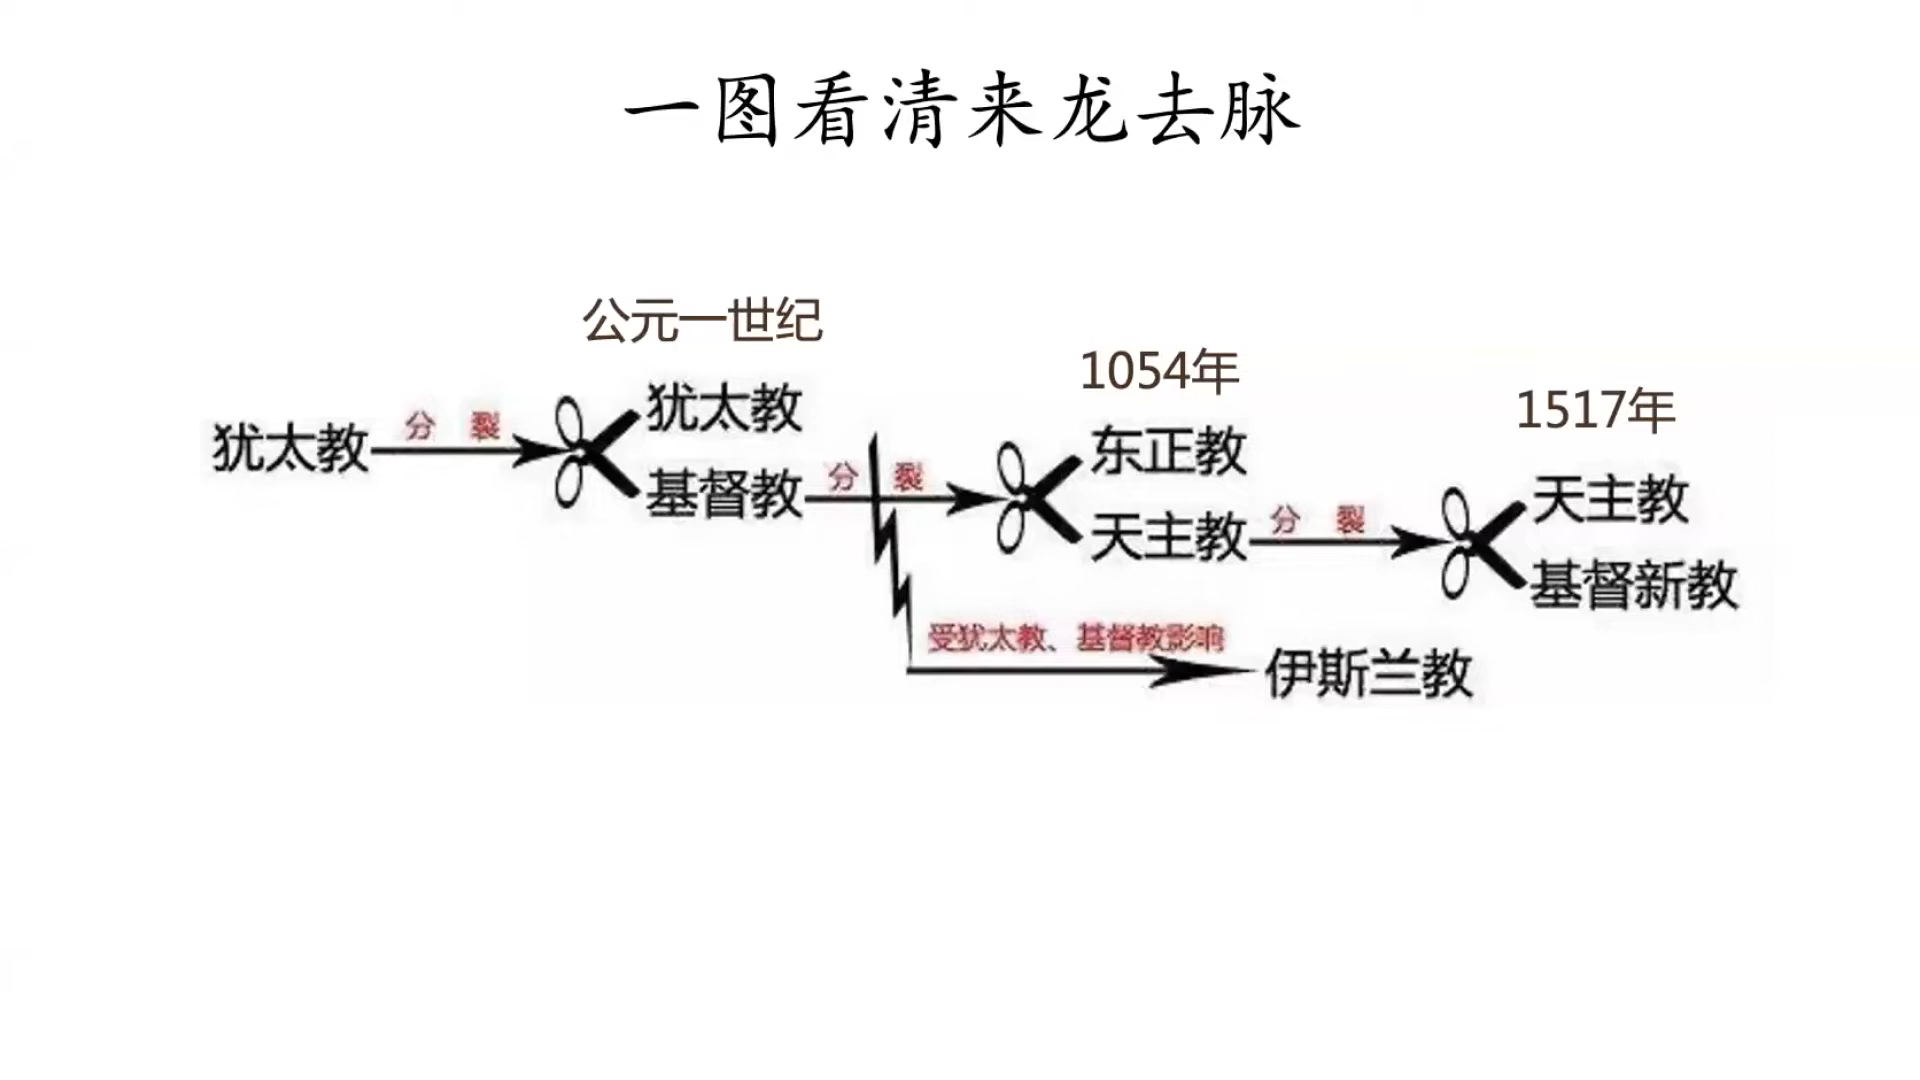 一图看清来龙去脉
公元一世纪
1054年
1517年
犹太教
分 裂
犹太教
基督教
分 裂
东正教
天主教
分 裂
天主教
基督新教
受犹太教、基督教影响
伊斯兰教